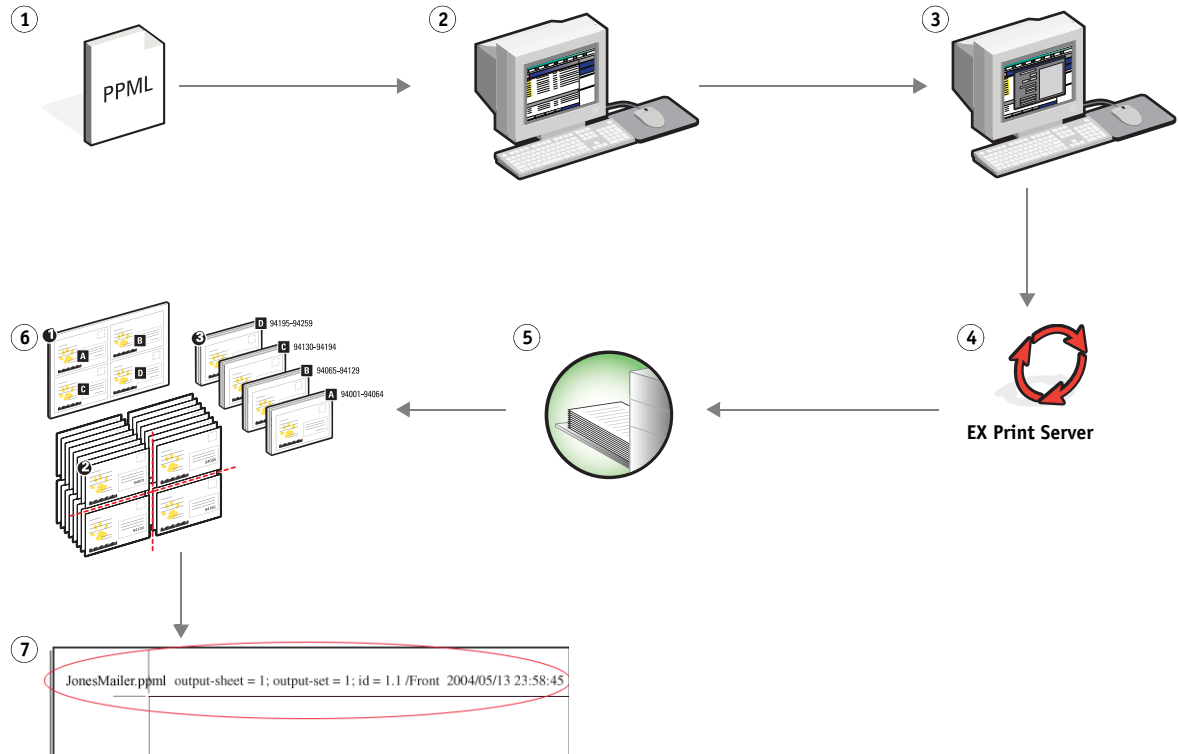 1
2
3
PPML
6
1
A
B
C
D
3
D 94195-94259
C 94130-94194
B 94065-94129
A 94001-94064
2
5
4
EX Print Server
7
JonesMailer.ppml output-sheet = 1; output-set = 1; id = 1.1 /Front 2004/05/13 23:58:45